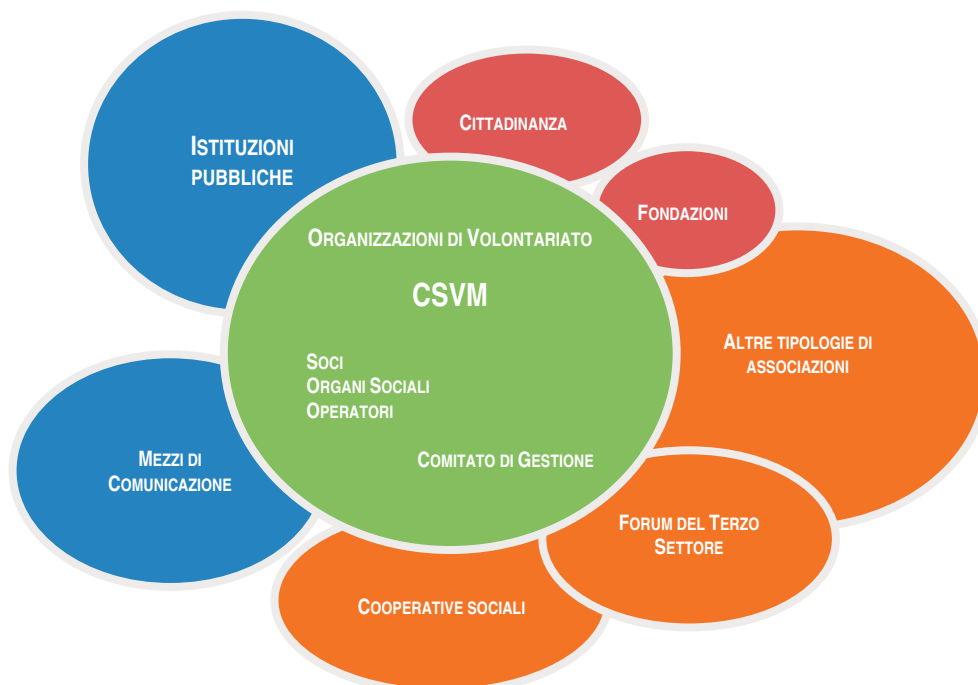 CITTADINANZA
ISTITUZIONI
PUBBLICHE
FONDAZIONI
ORGANIZZAZIONI DI VOLONTARIATO
CSVM
ALTRE TIPOLOGIE DI
ASSOCIAZIONI
SOCI
ORGANI SOCIALI
OPERATORI
COMITATO DI GESTIONE
MEZZI DI
COMUNICAZIONE
FORUM DEL TERZO
SETTORE
COOPERATIVE SOCIALI